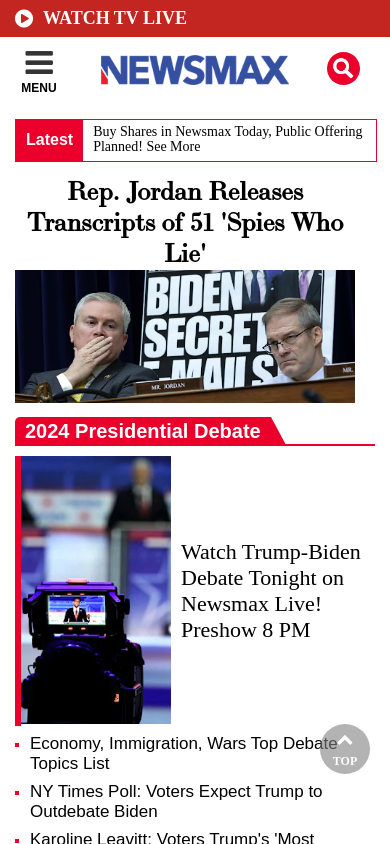 WATCH TV LIVE
MENU
NEWSMAX
Latest
Buy Shares in Newsmax Today, Public Offering
Planned! See More
Rep. Jordan Releases
Transcripts of 51 'Spies Who
Lie'
BIDEN
SECRET
E-MAILS
MR. JORDAN
2024 Presidential Debate
Watch Trump-Biden
Debate Tonight on
Newsmax Live!
Preshow 8 PM
Economy, Immigration, Wars Top Debate
Topics List
TOP
NY Times Poll: Voters Expect Trump to
Outdebate Biden
Karoline Leavitt: Voters Trump's 'Most